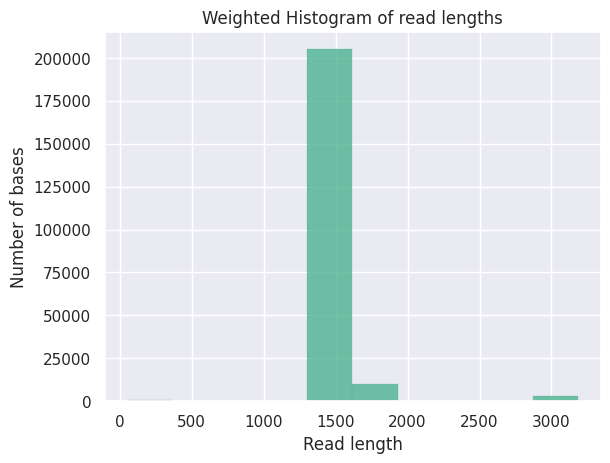 Weighted Histogram of read lengths
Number of bases
200000
175000
150000
125000
100000
75000
50000
25000
0
0 500 1000 1500 2000 2500 3000
Read length